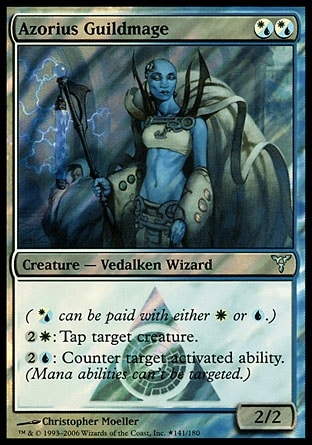 Azorius Guildmage
Creature — Vedalken Wizard
( can be paid with either or .)
2 : Tap target creature.
2 : Counter target activated ability.
(Mana abilities can't be targeted.)
Christopher Moeller
™ & © 1993–2006 Wizards of the Coast, Inc. ★141/180
2/2